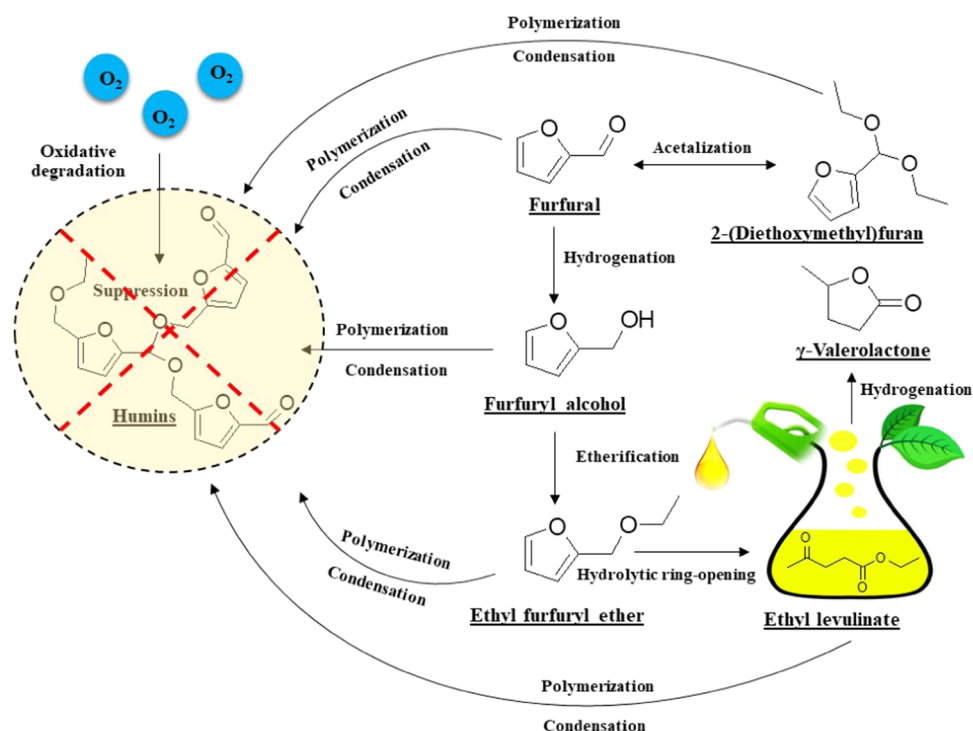 Polymerization
Condensation
O2
O2
O2
Oxidative
degradation
Polymerization
Condensation
O
O
Furfural
Acetalization
O
O
O
2-(Diethoxymethyl)furan
Hydrogenation
O
O
O
Suppression
O
O
O
O
O
O
O
Humins
Polymerization
Condensation
O
OH
Furfuryl alcohol
O
O
γ-Valerolactone
Hydrogenation
Etherification
Polymerization
Condensation
O
O
Ethyl furfuryl ether
Hydrolytic ring-opening
O
O
O
Ethyl levulinate
Polymerization
Condensation